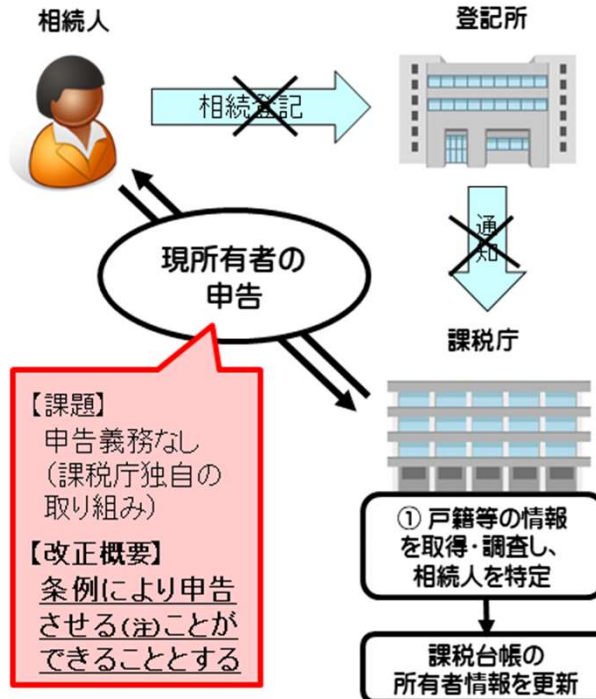 相続人
登記所
相続登記
通
知
現所有者の
申告
課税庁
【課題】
申告義務なし
(課税庁独自の
取り組み)
【改正概要】
条例により申告
させる(注)ことが
できることとする
① 戸籍等の情報
を取得・調査し、
相続人を特定
課税台帳の
所有者情報を更新